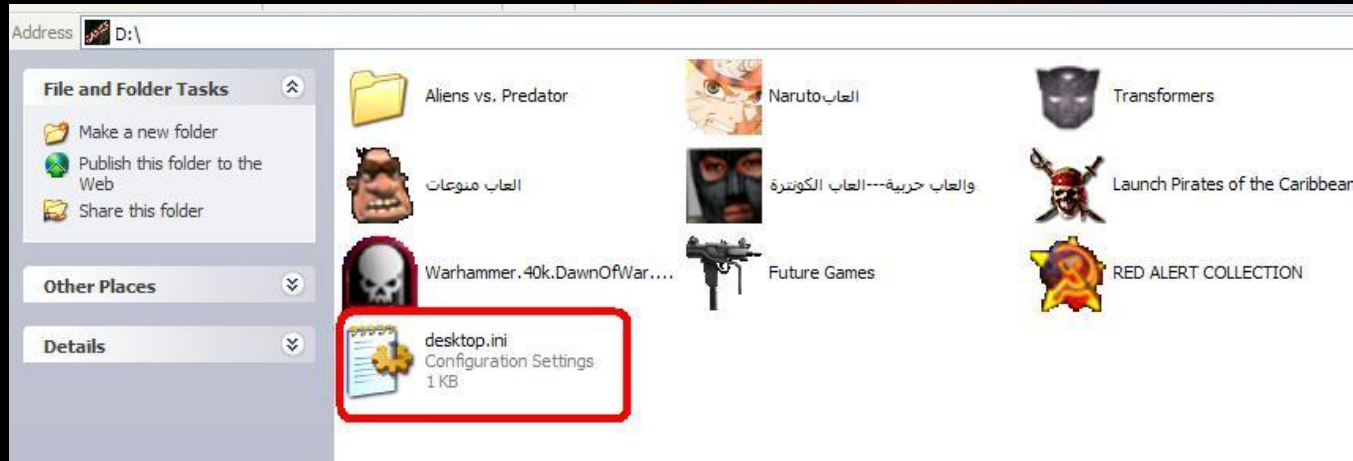 Address D:\
File and Folder Tasks
Make a new folder
Publish this folder to the
Web
Share this folder
Other Places
Details
Aliens vs. Predator
العابNaruto
Transformers
العاب منوعات
والعاب حربية---العاب الكونترة
Launch Pirates of the Caribbean
Warhammer.40k.DawnOfWar....
Future Games
RED ALERT COLLECTION
desktop.ini
Configuration Settings
1 KB